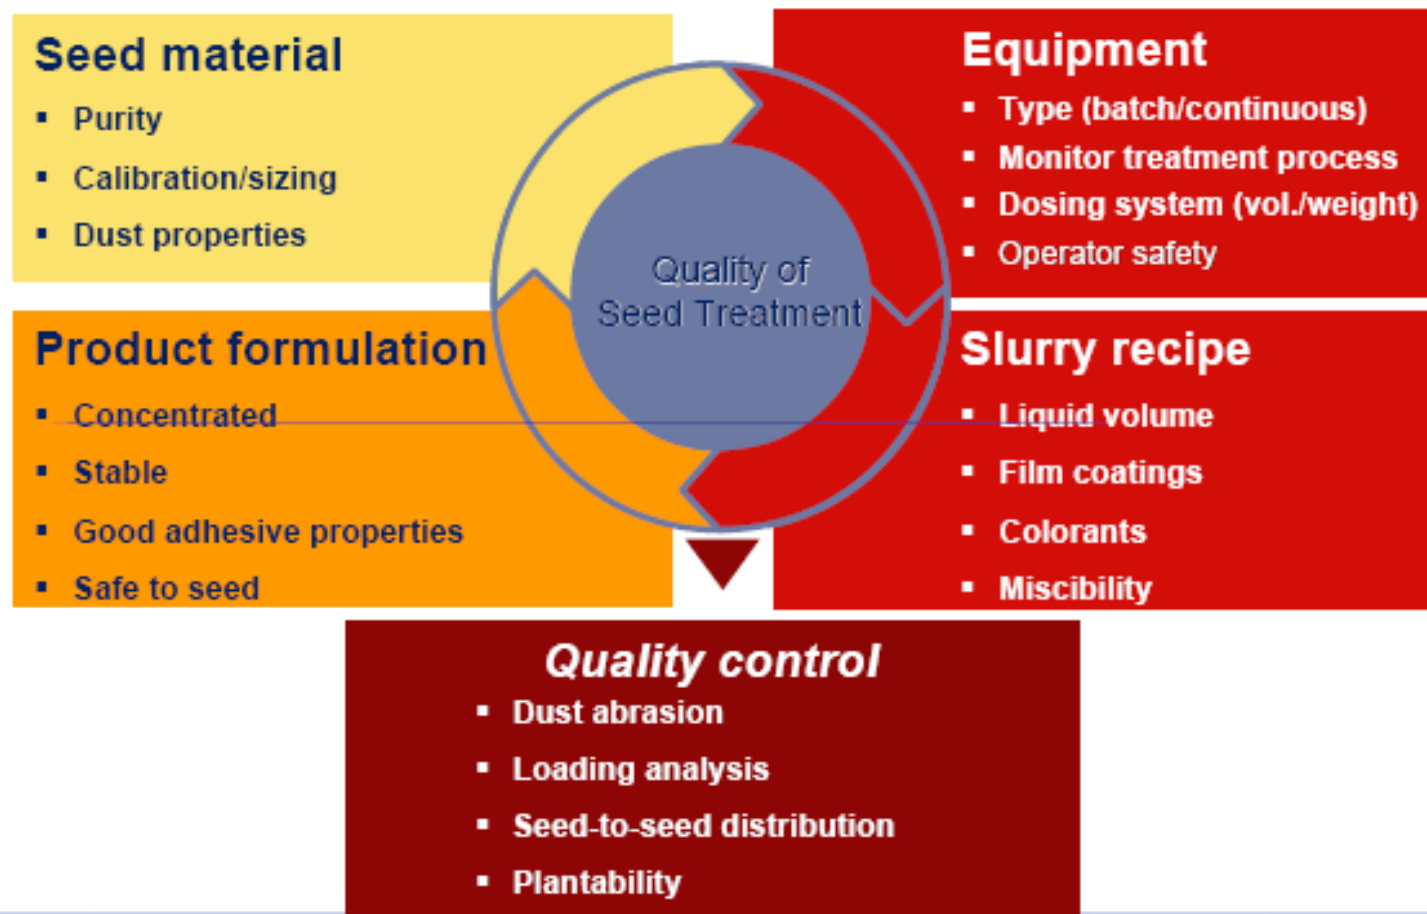 Seed material
▪ Purity
▪ Calibration/sizing
▪ Dust properties
Equipment
▪ Type (batch/continuous)
▪ Monitor treatment process
▪ Dosing system (vol./weight)
▪ Operator safety
Quality of
Seed Treatment
Product formulation
▪ Concentrated
▪ Stable
▪ Good adhesive properties
▪ Safe to seed
Slurry recipe
▪ Liquid volume
▪ Film coatings
▪ Colorants
▪ Miscibility
Quality control
▪ Dust abrasion
▪ Loading analysis
▪ Seed-to-seed distribution
▪ Plantability